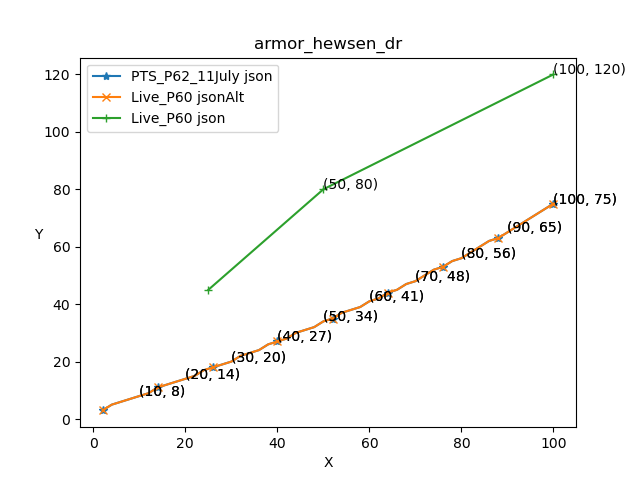 armor_hewsen_dr
PTS_P62_11July json
Live_P60 jsonAlt
Live_P60 json
(100, 120)
(50, 80)
(100, 75)
(90, 65)
(80, 56)
(70, 48)
(60, 41)
(50, 34)
(40, 27)
(30, 20)
(20, 14)
(10, 8)
120
100
80
60
40
20
0
Y
0 20 40 60 80 100
X